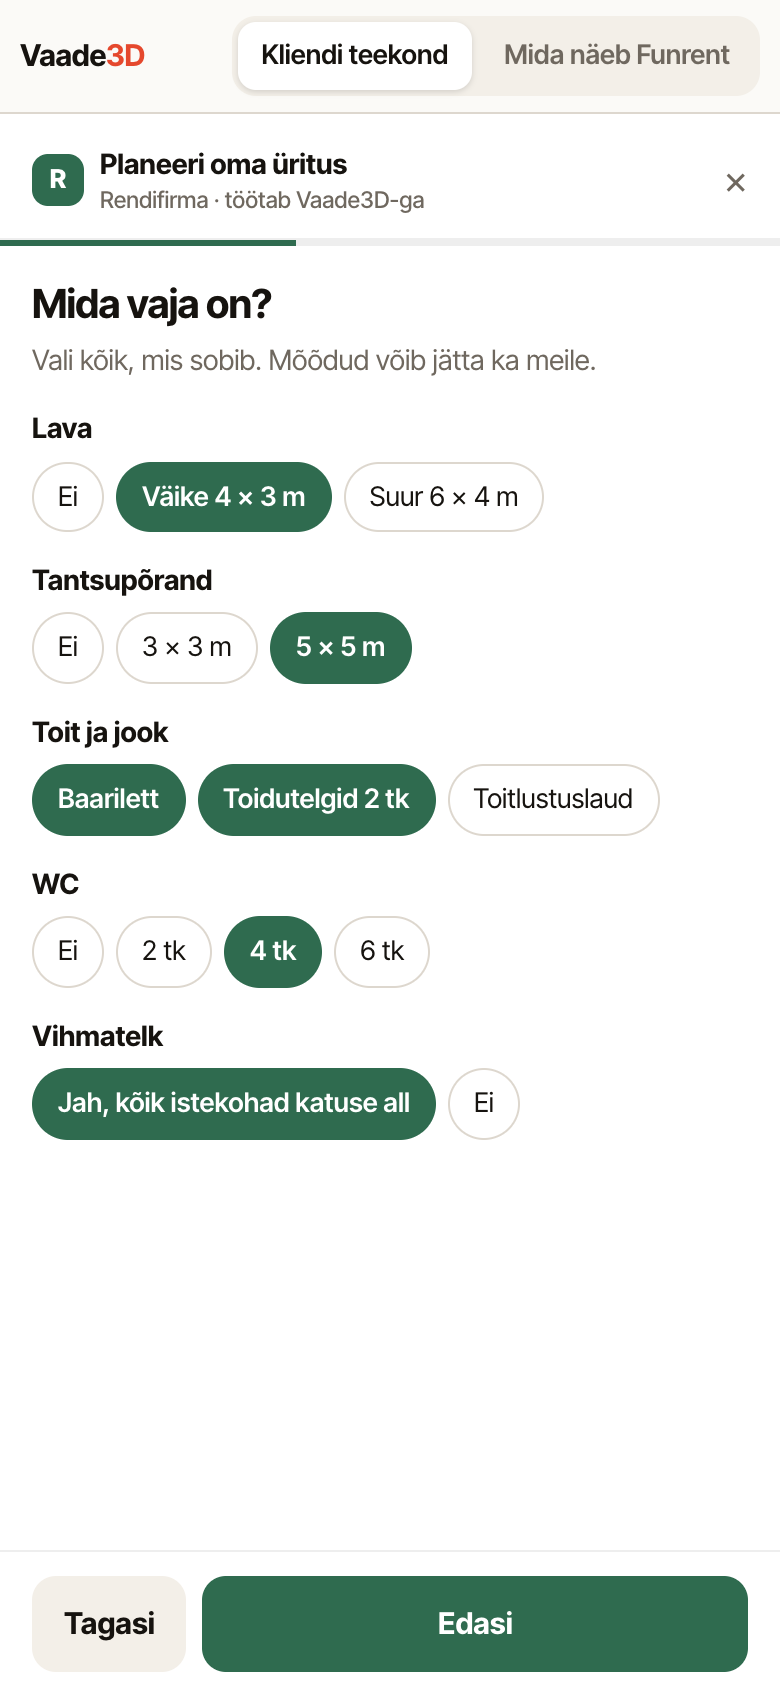 Vaade3D
Kliendi teekond
Mida näeb Funrent
R
Planeeri oma üritus
Rendifirma · töötab Vaade3D-ga
×
Mida vaja on?
Vali kõik, mis sobib. Mõõdud võib jätta ka meile.
Lava
Ei
Väike 4 × 3 m
Suur 6 × 4 m
Tantsupõrand
Ei
3 × 3 m
5 × 5 m
Toit ja jook
Baarilett
Toidutelgid 2 tk
Toitlustuslaud
WC
Ei
2 tk
4 tk
6 tk
Vihmatelk
Jah, kõik istekohad katuse all
Ei
Tagasi
Edasi